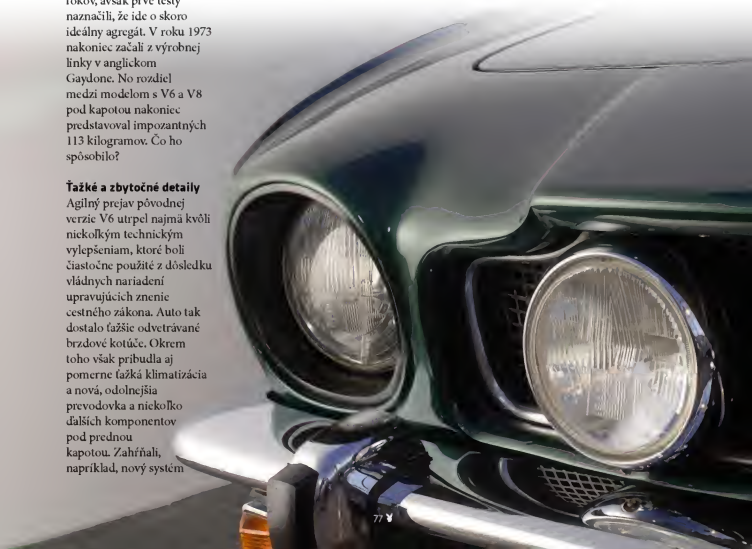 rokov, avšak prvé testy
naznačili, že ide o skoro
ideálny agregát. V roku 1973
nakoniec začali z výrobnej
linky v anglickom
Gaydone. No rozdiel
medzi modelom s V6 a V8
pod kapotou nakoniec
predstavoval impozantných
113 kilogramov. Čo ho
spôsobilo?
Ťažké a zbytočné detaily
Agilný prejav pôvodnej
verzie V6 utrpel najmä kvôli
niekoľkým technickým
vylepšeniam, ktoré boli
čiastočne použité z dôsledku
vládnych nariadení
upravujúcich znenie
cestného zákona. Auto tak
dostalo ťažšie odvetrávané
brzdové kotúče. Okrem
toho však pribudla aj
pomerne ťažká klimatizácia
a nová, odolnejšia
prevodovka a niekoľko
ďalších komponentov
pod prednou
kapotou. Zahŕňali,
napríklad, nový systém
77